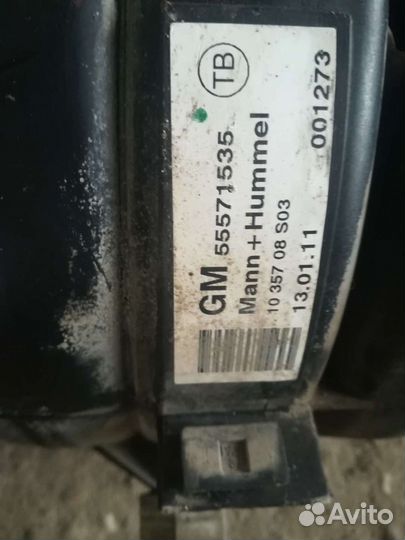 TB
001273
GM 55571535
Mann+Hummel
10 357 08 S03
13.01.11
Avito